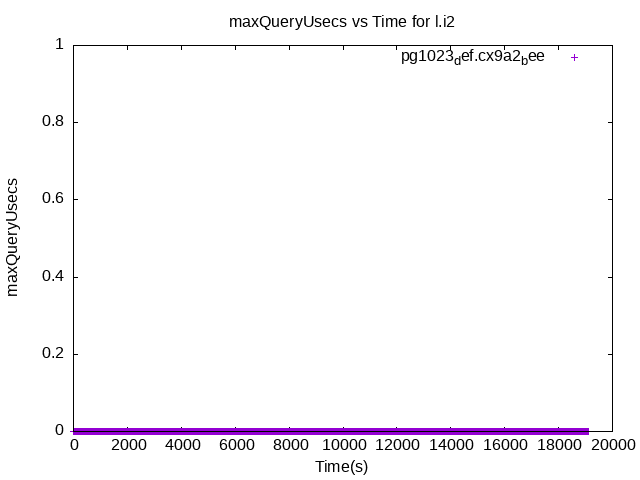 maxQueryUsecs vs Time for l.i2
pg1023def.cx9a2bee
maxQueryUsecs
1
0.8
0.6
0.4
0.2
0
0 2000 4000 6000 8000 10000 12000 14000 16000 18000 20000
Time(s)